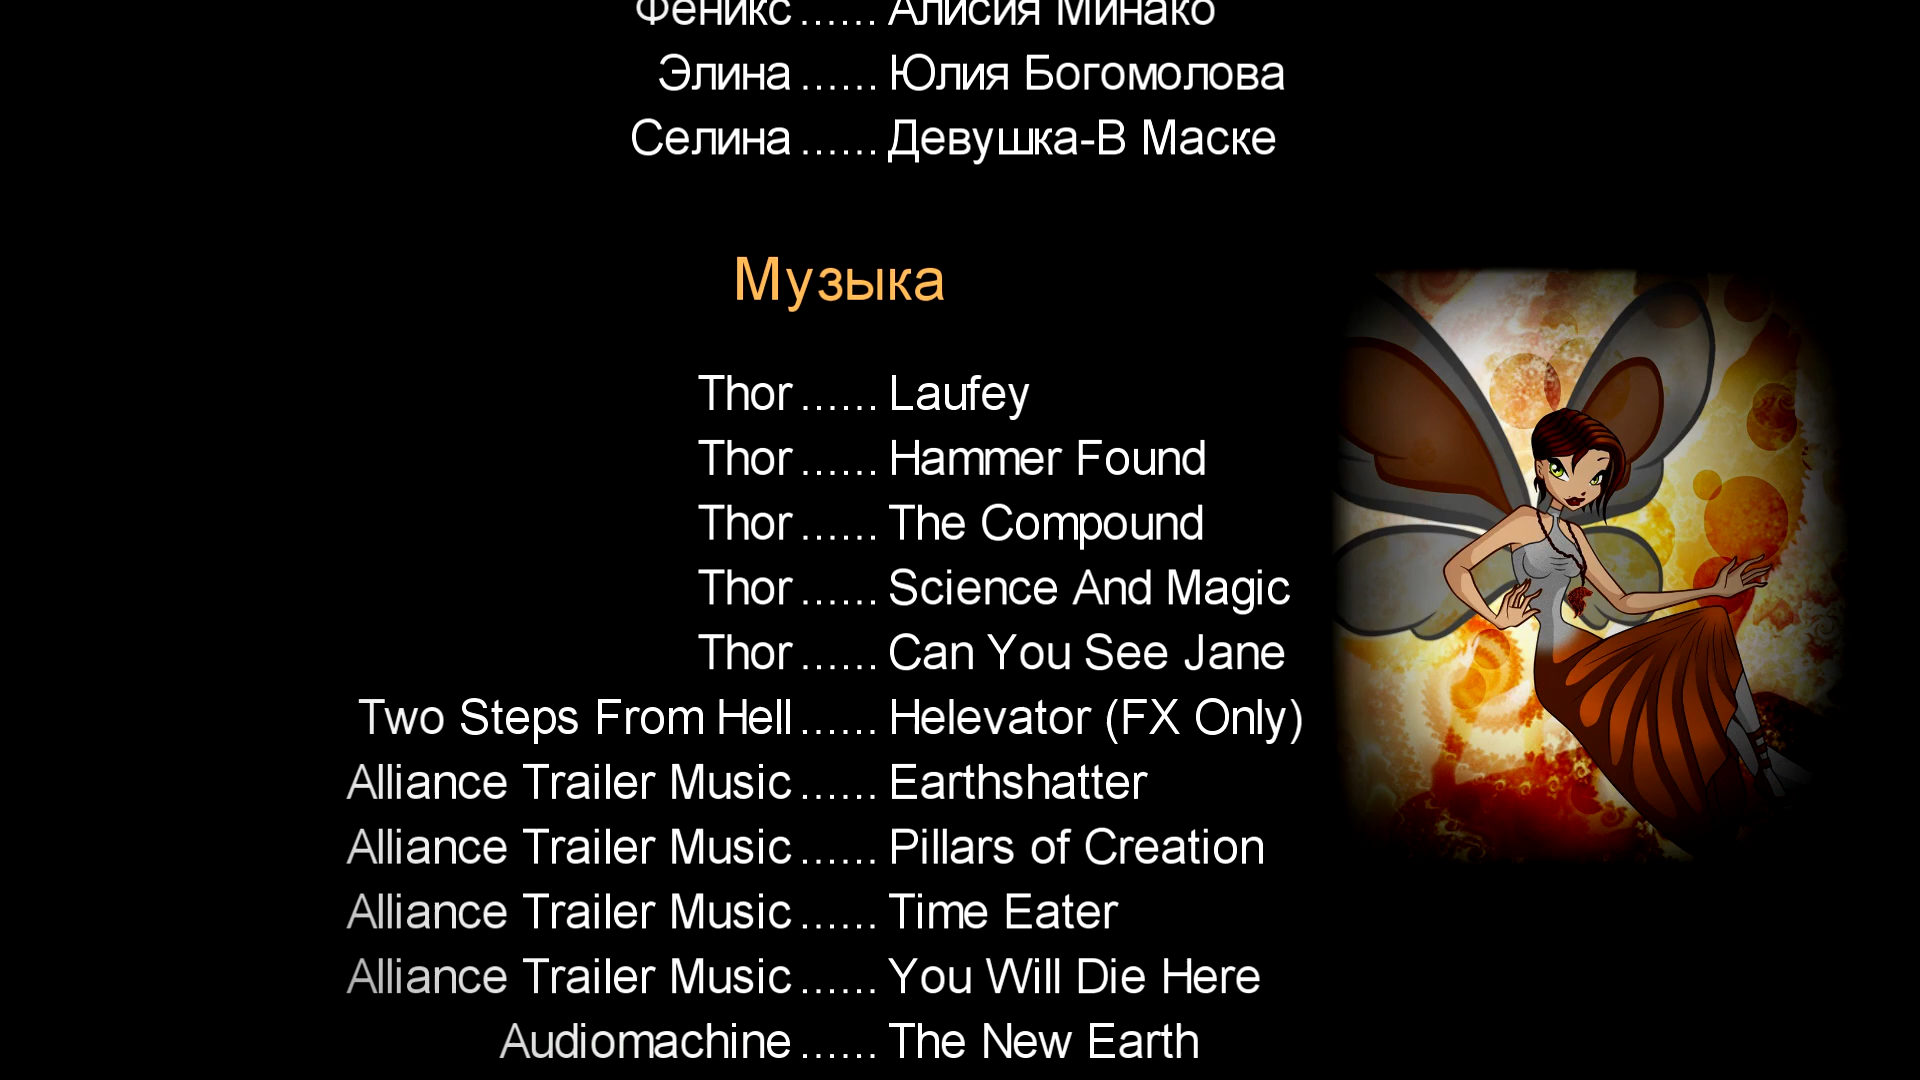 Феникс ...... Алисия Минако
Элина ...... Юлия Богомолова
Селина ...... Девушка-В Маске
Музыка
Thor ...... Laufey
Thor ...... Hammer Found
Thor ...... The Compound
Thor ...... Science And Magic
Thor ...... Can You See Jane
Two Steps From Hell ...... Helevator (FX Only)
Alliance Trailer Music ...... Earthshatter
Alliance Trailer Music ...... Pillars of Creation
Alliance Trailer Music ...... Time Eater
Alliance Trailer Music ...... You Will Die Here
Audiomachine ...... The New Earth